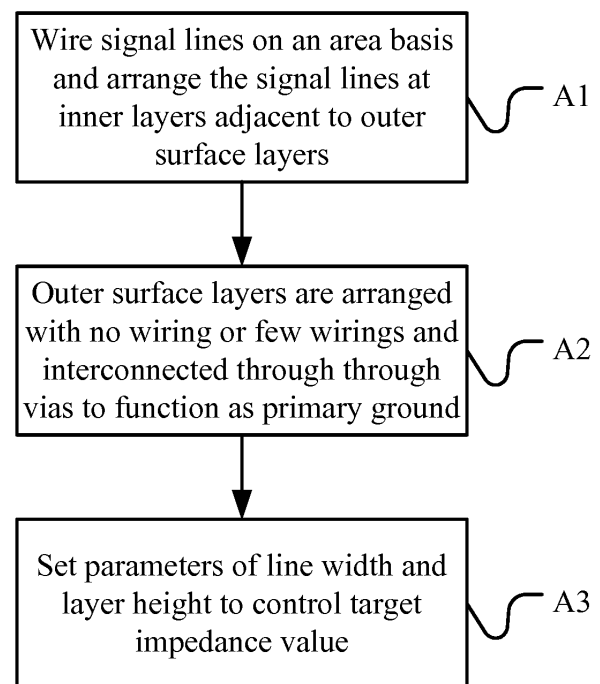 Wire signal lines on an area basis
and arrange the signal lines at
inner layers adjacent to outer
surface layers
A1
Outer surface layers are arranged
with no wiring or few wirings and
interconnected through through
vias to function as primary ground
A2
Set parameters of line width and
layer height to control target
impedance value
A3